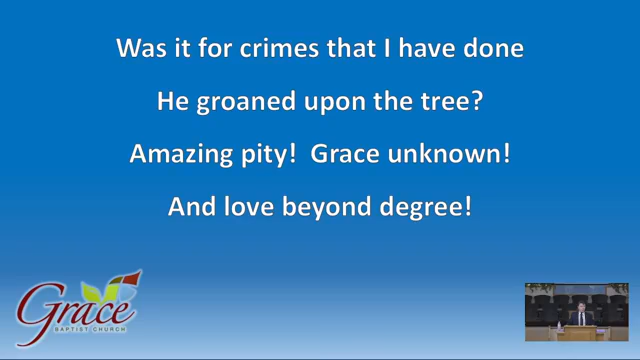 Was it for crimes that I have done
He groaned upon the tree?
Amazing pity!  Grace unknown!
And love beyond degree!
Grace
BAPTIST CHURCH